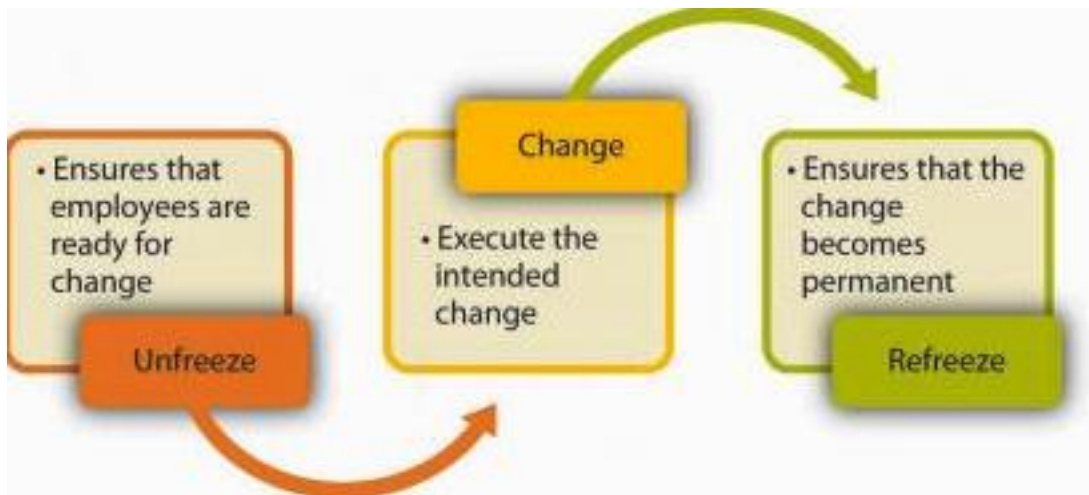 • Ensures that
employees are
ready for
change
Unfreeze
Change
• Execute the
intended
change
• Ensures that the
change
becomes
permanent
Refreeze